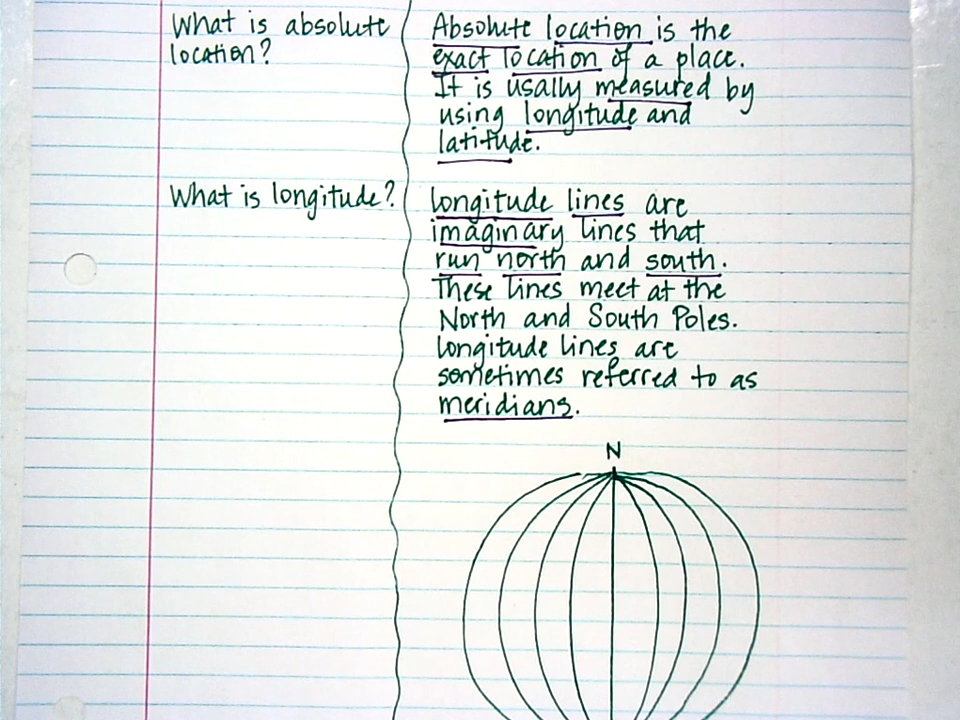 What is absolute
location?
Absolute location is the
exact location of a place.
It is usally measured by
using longitude and
latitude.
What is longitude?
Longitude lines are
imaginary lines that
run north and south.
These lines meet at the
North and South Poles.
Longitude lines are
sometimes referred to as
meridians.
N